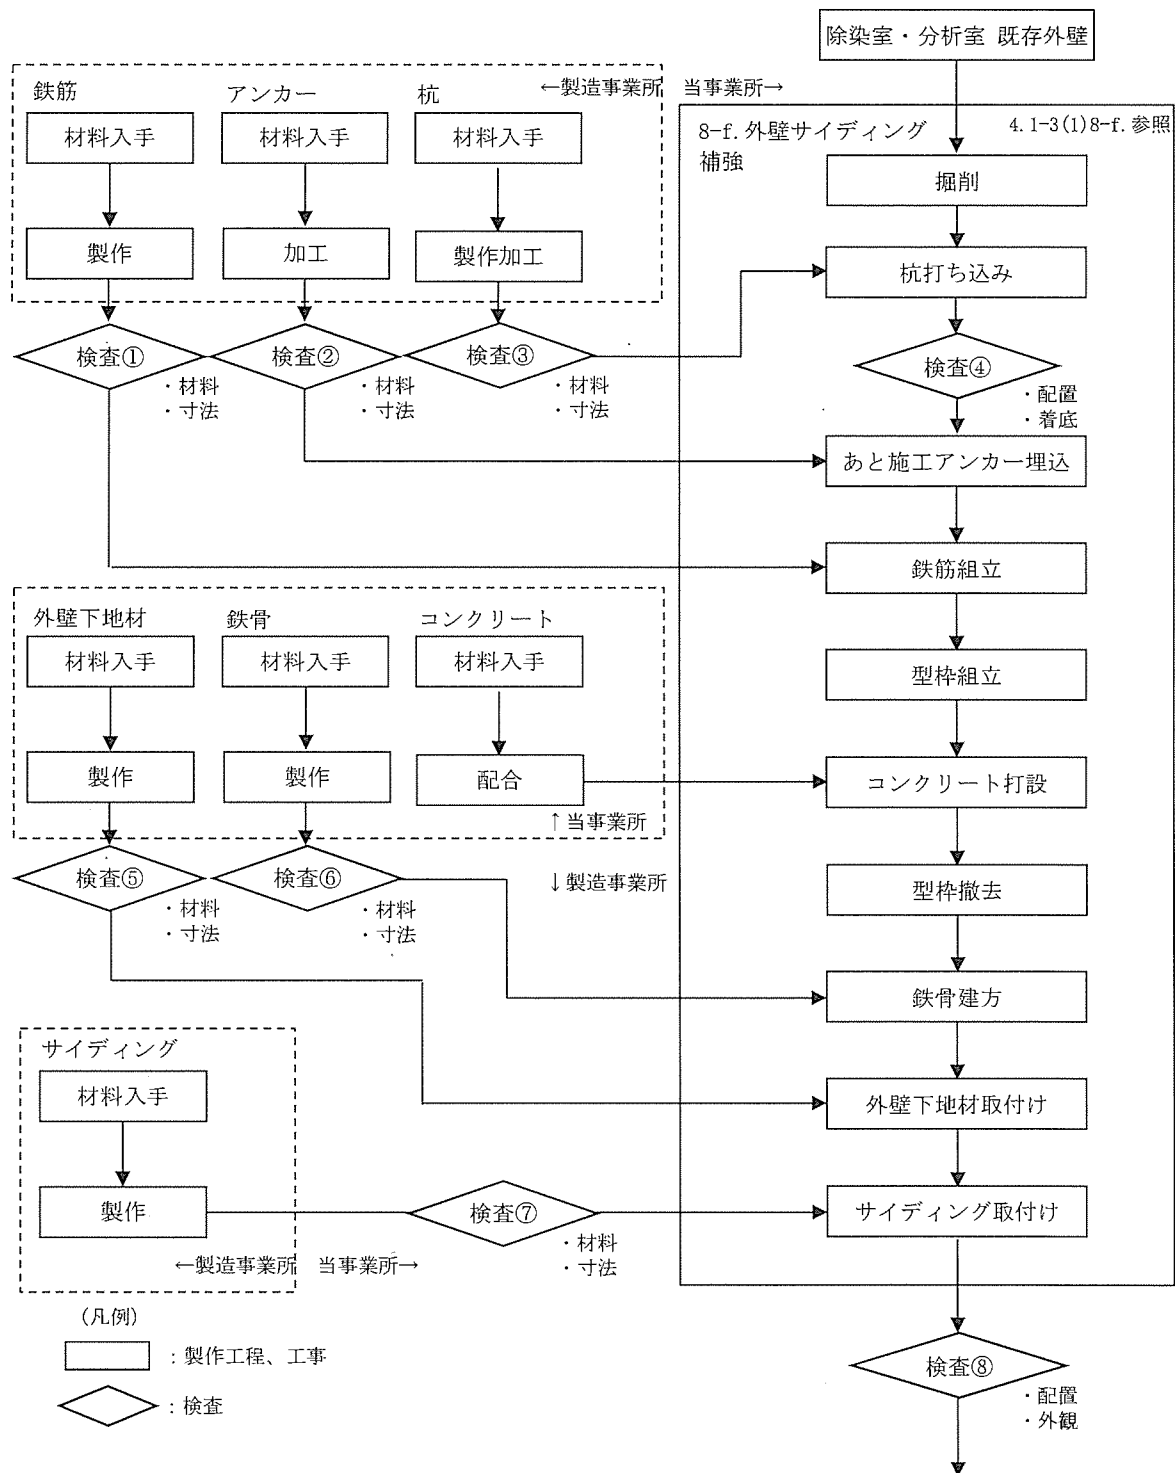 除染室・分析室 既存外壁
←製造事業所 当事業所→
鉄筋
アンカー
杭
材料入手
材料入手
材料入手
製作
加工
製作加工
検査①
・材料
・寸法
検査②
・材料
・寸法
検査③
・材料
・寸法
8-f.外壁サイディング
補強
4.1-3(1)8-f.参照
掘削
杭打ち込み
検査④
・配置
・着底
あと施工アンカー埋込
鉄筋組立
型枠組立
コンクリート打設
型枠撤去
鉄骨建方
外壁下地材取付け
サイディング取付け
外壁下地材
鉄骨
コンクリート
材料入手
材料入手
材料入手
製作
製作
配合
↑当事業所
↓製造事業所
検査⑤
・材料
・寸法
検査⑥
・材料
・寸法
サイディング
材料入手
製作
←製造事業所 当事業所→
検査⑦
・材料
・寸法
検査⑧
・配置
・外観
(凡例)
：製作工程、工事
：検査